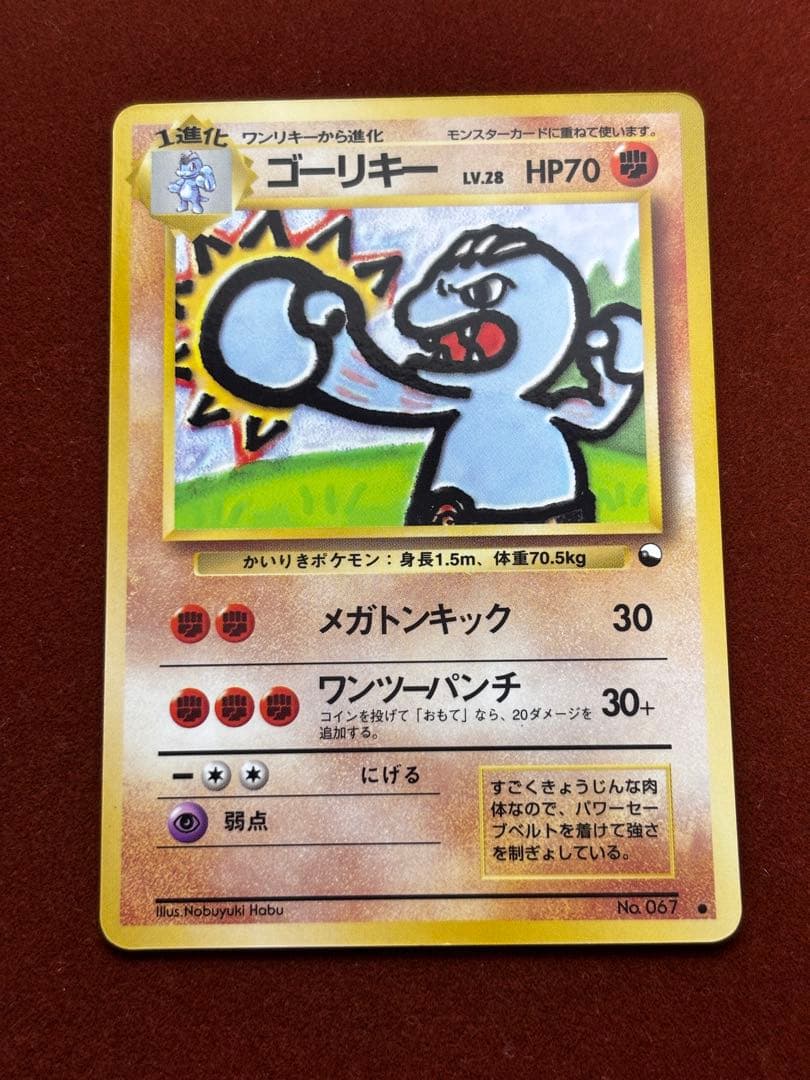 1進化
ワンリキーから進化
モンスターカードに重ねて使います。
ゴーリキー LV.28 HP70
かいりきポケモン：身長1.5m、体重70.5kg
メガトンキック 30
ワンツーパンチ 30+
コインを投げて「おもて」なら、20ダメージを
追加する。
にげる
弱点
すごくきょうじんな肉
体なので、パワーセー
ブベルトを着けて強さ
を制ぎょしている。
Illus.Nobuyuki Habu
No. 067